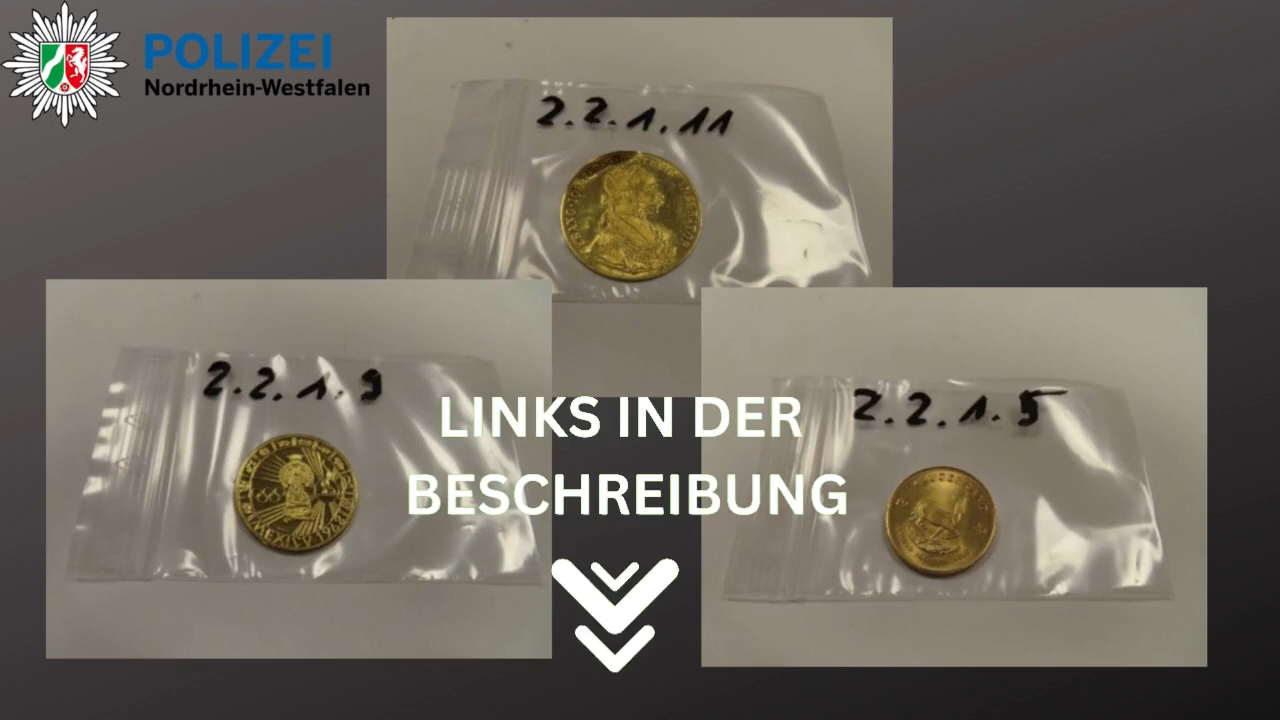 POLIZEI
Nordrhein-Westfalen
2.2.1.11
2.2.1.9
2.2.1.5
LINKS IN DER
BESCHREIBUNG